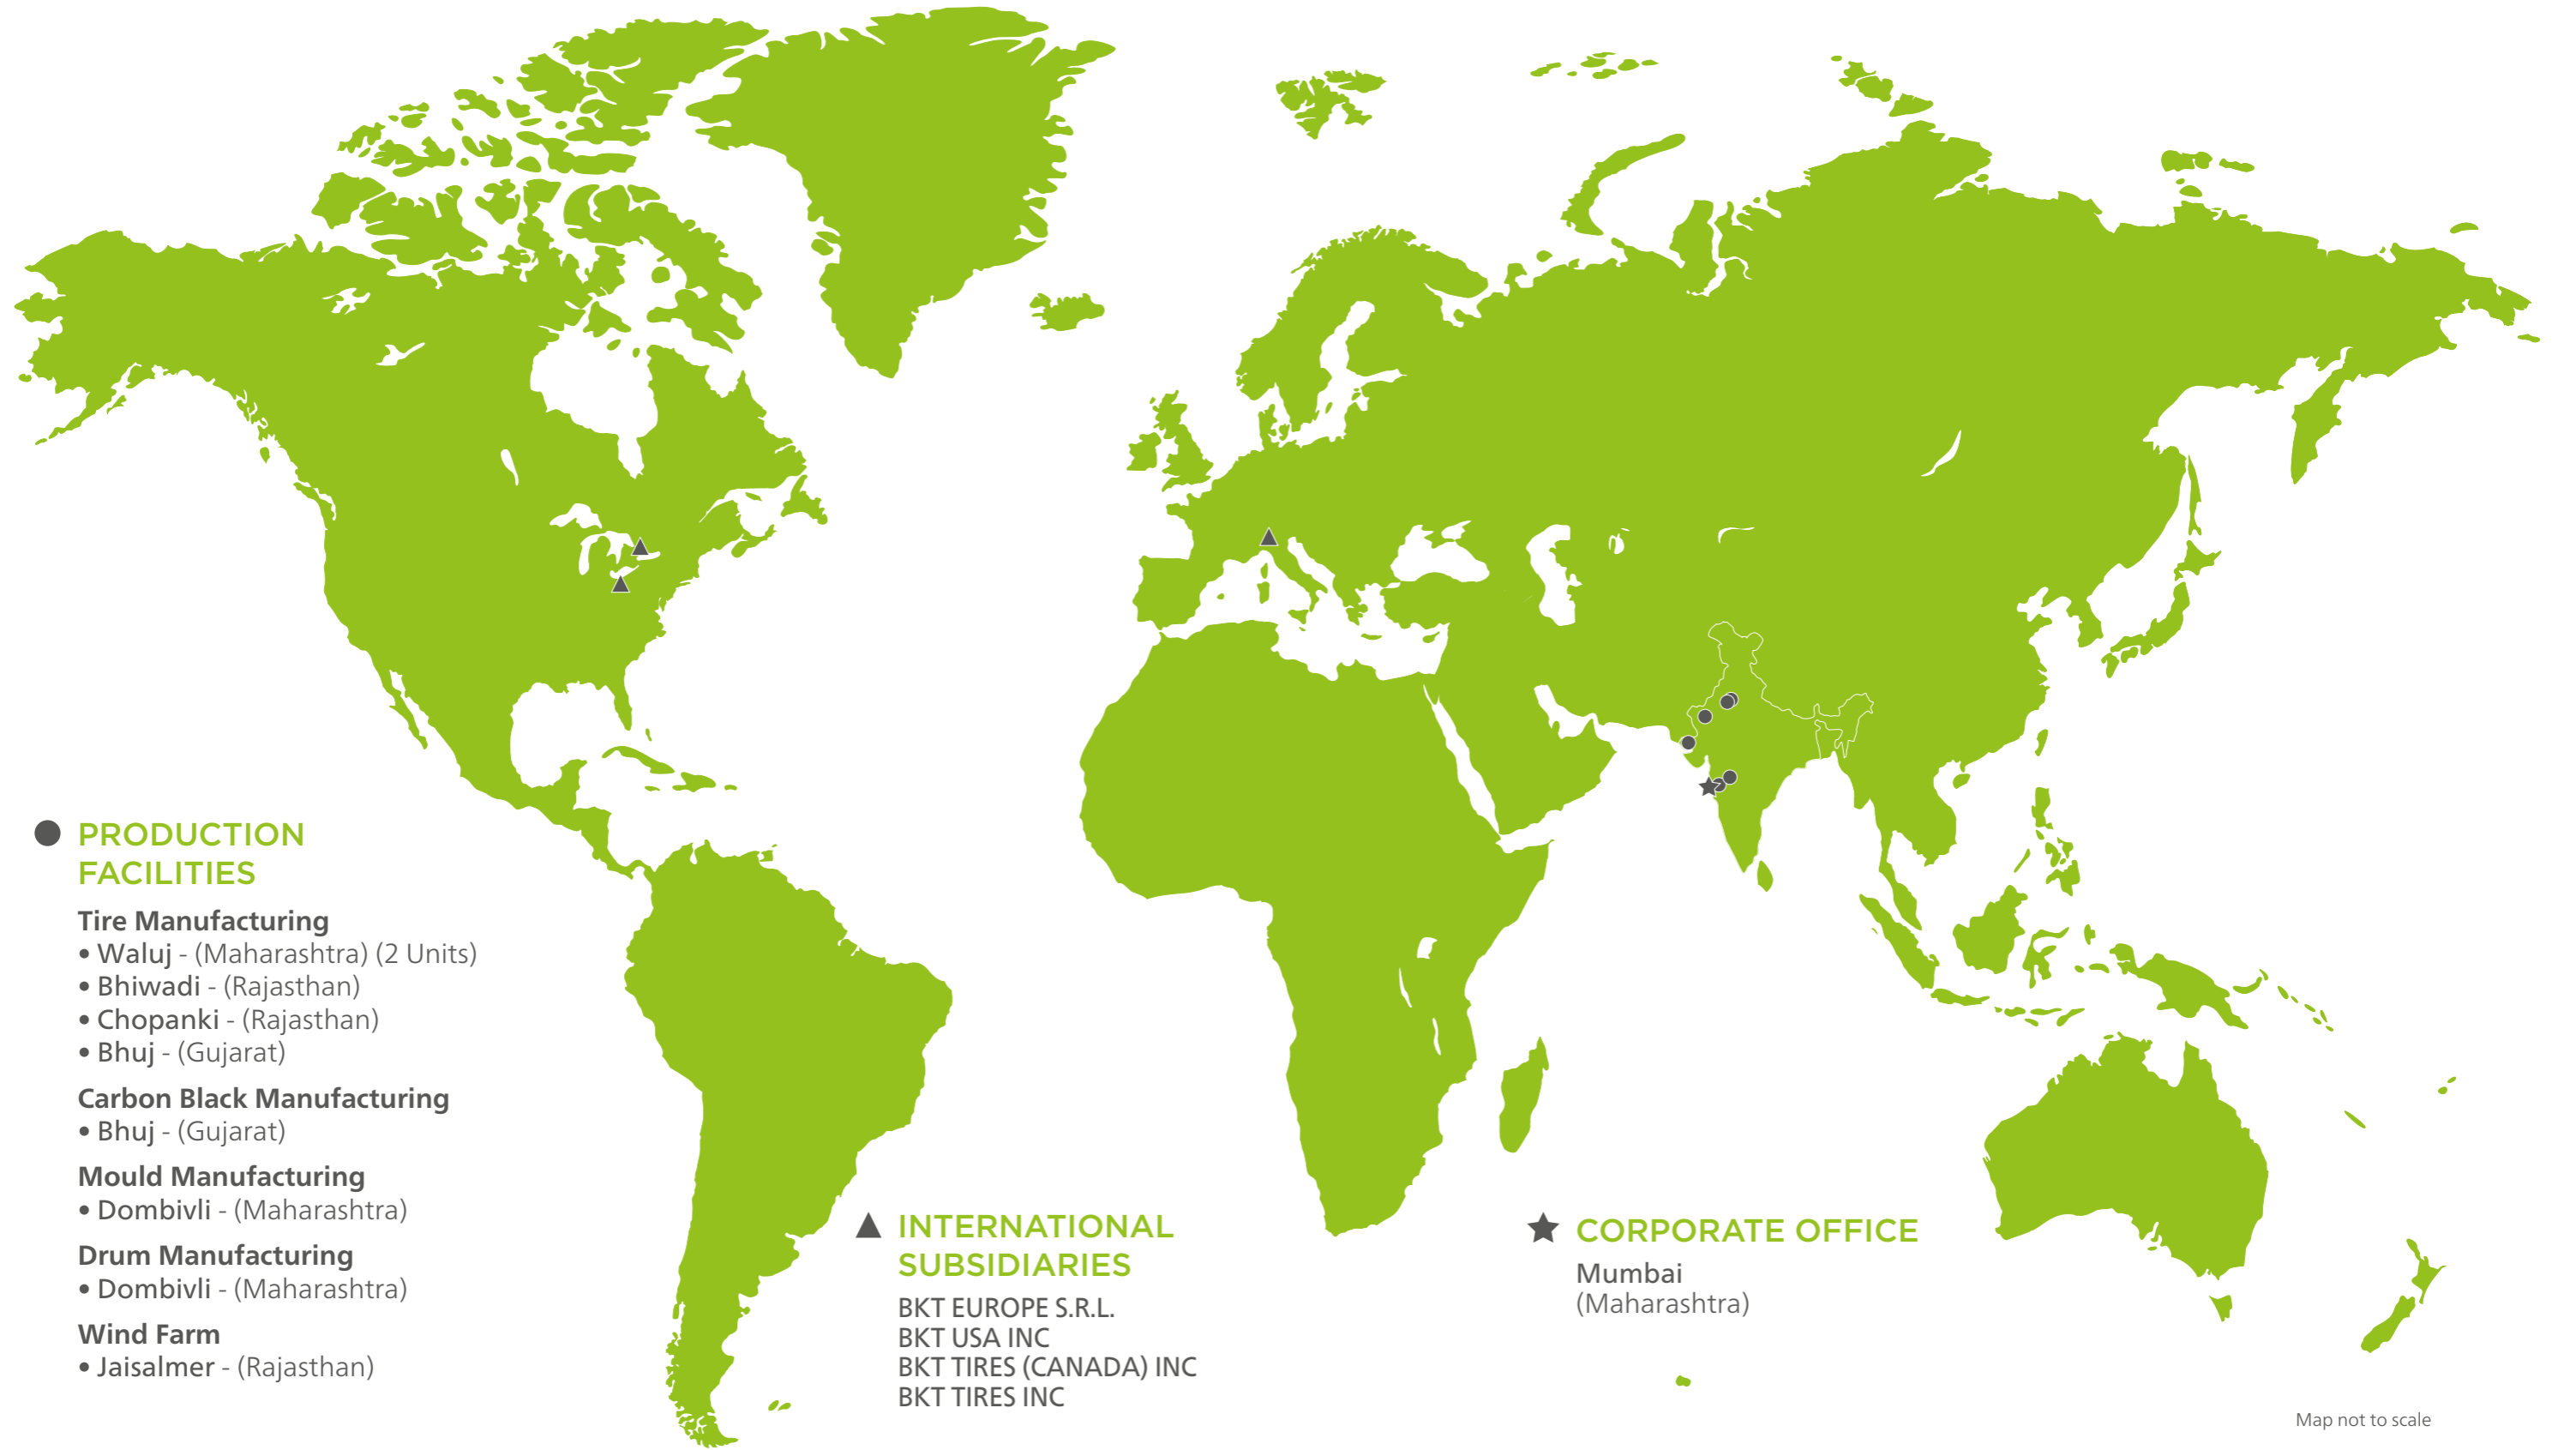 PRODUCTION
FACILITIES
Tire Manufacturing
• Waluj - (Maharashtra) (2 Units)
• Bhiwadi - (Rajasthan)
• Chopanki - (Rajasthan)
• Bhuj - (Gujarat)
Carbon Black Manufacturing
• Bhuj - (Gujarat)
Mould Manufacturing
• Dombivli - (Maharashtra)
Drum Manufacturing
• Dombivli - (Maharashtra)
Wind Farm
• Jaisalmer - (Rajasthan)
INTERNATIONAL
SUBSIDIARIES
BKT EUROPE S.R.L.
BKT USA INC
BKT TIRES (CANADA) INC
BKT TIRES INC
CORPORATE OFFICE
Mumbai
(Maharashtra)
Map not to scale